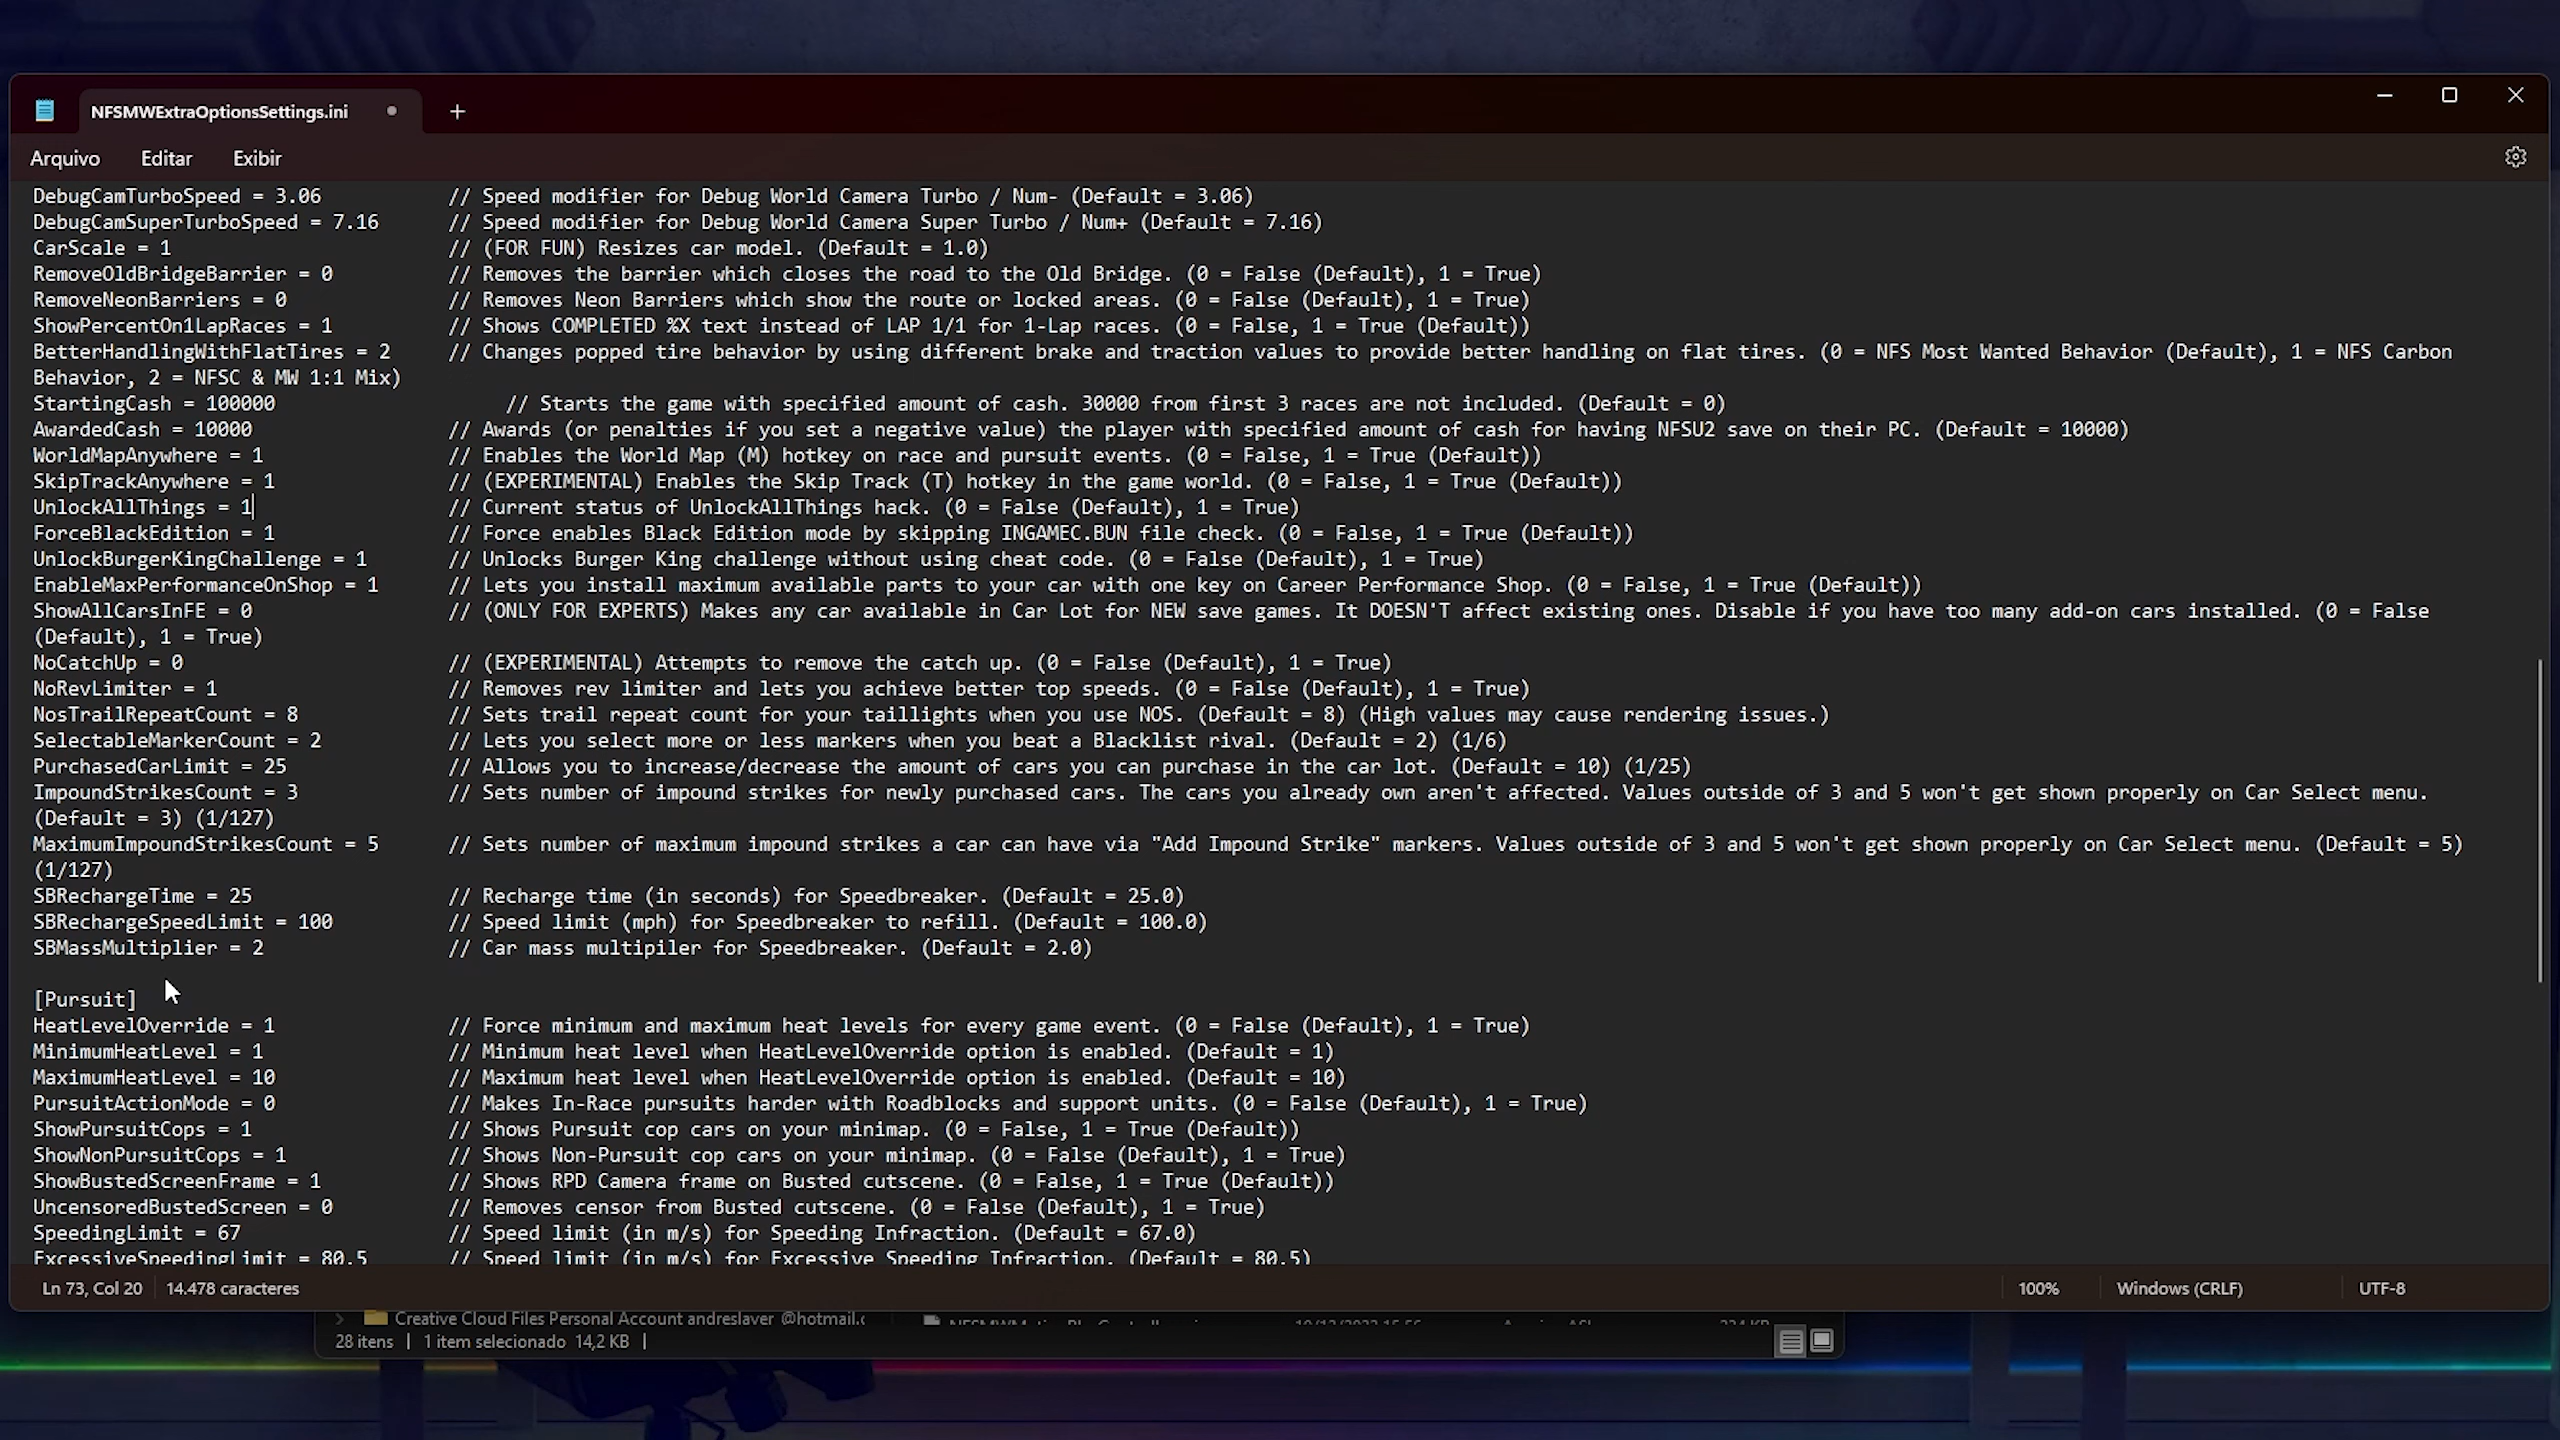 NFSMWExtraOptionsSettings.ini
Arquivo Editar Exibir
DebugCamTurboSpeed = 3.06 // Speed modifier for Debug World Camera Turbo / Num- (Default = 3.06)
DebugCamSuperTurboSpeed = 7.16 // Speed modifier for Debug World Camera Super Turbo / Num+ (Default = 7.16)
CarScale = 1 // (FOR FUN) Resizes car model. (Default = 1.0)
RemoveOldBridgeBarrier = 0 // Removes the barrier which closes the road to the Old Bridge. (0 = False (Default), 1 = True)
RemoveNeonBarriers = 0 // Removes Neon Barriers which show the route or locked areas. (0 = False (Default), 1 = True)
ShowPercentOn1LapRaces = 1 // Shows COMPLETED %X text instead of LAP 1/1 for 1-Lap races. (0 = False, 1 = True (Default))
BetterHandlingWithFlatTires = 2 // Changes popped tire behavior by using different brake and traction values to provide better handling on flat tires. (0 = NFS Most Wanted Behavior (Default), 1 = NFS Carbon
Behavior, 2 = NFSC & MW 1:1 Mix)
StartingCash = 100000 // Starts the game with specified amount of cash. 30000 from first 3 races are not included. (Default = 0)
AwardedCash = 10000 // Awards (or penalties if you set a negative value) the player with specified amount of cash for having NFSU2 save on their PC. (Default = 10000)
WorldMapAnywhere = 1 // Enables the World Map (M) hotkey on race and pursuit events. (0 = False, 1 = True (Default))
SkipTrackAnywhere = 1 // (EXPERIMENTAL) Enables the Skip Track (T) hotkey in the game world. (0 = False, 1 = True (Default))
UnlockAllThings = 1 // Current status of UnlockAllThings hack. (0 = False (Default), 1 = True)
ForceBlackEdition = 1 // Force enables Black Edition mode by skipping INGAMEC.BUN file check. (0 = False, 1 = True (Default))
UnlockBurgerKingChallenge = 1 // Unlocks Burger King challenge without using cheat code. (0 = False (Default), 1 = True)
EnableMaxPerformanceOnShop = 1 // Lets you install maximum available parts to your car with one key on Career Performance Shop. (0 = False, 1 = True (Default))
ShowAllCarsInFE = 0 // (ONLY FOR EXPERTS) Makes any car available in Car Lot for NEW save games. It DOESN'T affect existing ones. Disable if you have too many add-on cars installed. (0 = False
(Default), 1 = True)
NoCatchUp = 0 // (EXPERIMENTAL) Attempts to remove the catch up. (0 = False (Default), 1 = True)
NoRevLimiter = 1 // Removes rev limiter and lets you achieve better top speeds. (0 = False (Default), 1 = True)
NosTrailRepeatCount = 8 // Sets trail repeat count for your taillights when you use NOS. (Default = 8) (High values may cause rendering issues.)
SelectableMarkerCount = 2 // Lets you select more or less markers when you beat a Blacklist rival. (Default = 2) (1/6)
PurchasedCarLimit = 25 // Allows you to increase/decrease the amount of cars you can purchase in the car lot. (Default = 10) (1/25)
ImpoundStrikesCount = 3 // Sets number of impound strikes for newly purchased cars. The cars you already own aren't affected. Values outside of 3 and 5 won't get shown properly on Car Select menu.
(Default = 3) (1/127)
MaximumImpoundStrikesCount = 5 // Sets number of maximum impound strikes a car can have via "Add Impound Strike" markers. Values outside of 3 and 5 won't get shown properly on Car Select menu. (Default = 5)
(1/127)
SBRechargeTime = 25 // Recharge time (in seconds) for Speedbreaker. (Default = 25.0)
SBRechargeSpeedLimit = 100 // Speed limit (mph) for Speedbreaker to refill. (Default = 100.0)
SBMassMultiplier = 2 // Car mass multipiler for Speedbreaker. (Default = 2.0)
[Pursuit]
HeatLevelOverride = 1 // Force minimum and maximum heat levels for every game event. (0 = False (Default), 1 = True)
MinimumHeatLevel = 1 // Minimum heat level when HeatLevelOverride option is enabled. (Default = 1)
MaximumHeatLevel = 10 // Maximum heat level when HeatLevelOverride option is enabled. (Default = 10)
PursuitActionMode = 0 // Makes In-Race pursuits harder with Roadblocks and support units. (0 = False (Default), 1 = True)
ShowPursuitCops = 1 // Shows Pursuit cop cars on your minimap. (0 = False, 1 = True (Default))
ShowNonPursuitCops = 1 // Shows Non-Pursuit cop cars on your minimap. (0 = False (Default), 1 = True)
ShowBustedScreenFrame = 1 // Shows RPD Camera frame on Busted cutscene. (0 = False, 1 = True (Default))
UncensoredBustedScreen = 0 // Removes censor from Busted cutscene. (0 = False (Default), 1 = True)
SpeedingLimit = 67 // Speed limit (in m/s) for Speeding Infraction. (Default = 67.0)
ExcessiveSpeedingLimit = 80.5 // Speed limit (in m/s) for Excessive Speeding Infraction. (Default = 80.5)
Ln 73, Col 20 14.478 caracteres 100% Windows (CRLF) UTF-8
Creative Cloud Files Personal Account andreslaver @hotmail.c
28 itens | 1 item selecionado 14,2 KB |